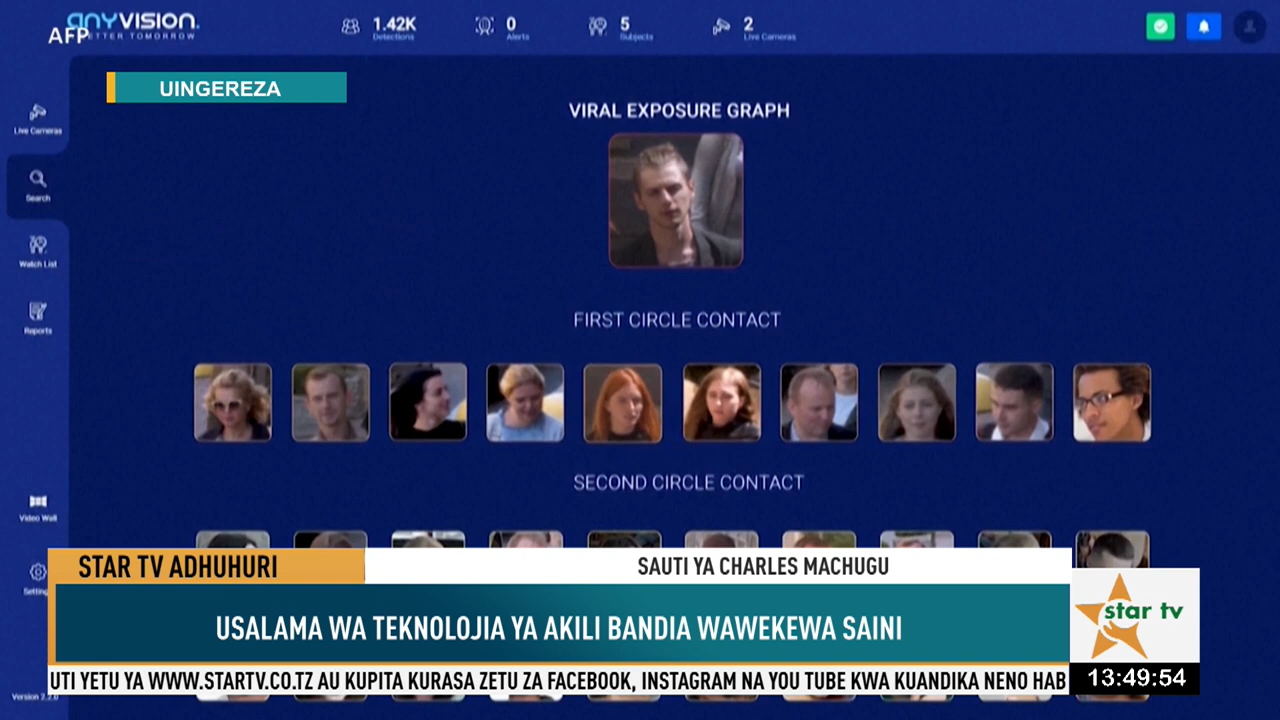 anyVISION.
AFP
BETTER TOMORROW
1.42K
Detections
0
Alerts
5
Subjects
2
Live Cameras
UINGEREZA
VIRAL EXPOSURE GRAPH
Live Cameras
Search
Watch List
Reports
FIRST CIRCLE CONTACT
SECOND CIRCLE CONTACT
Video Wall
Setting
STAR TV ADHUHURI
SAUTI YA CHARLES MACHUGU
USALAMA WA TEKNOLOJIA YA AKILI BANDIA WAWEKEWA SAINI
star tv
UTI YETU YA WWW.STARTV.CO.TZ AU KUPITA KURASA ZETU ZA FACEBOOK, INSTAGRAM NA YOU TUBE KWA KUANDIKA NENO HAB
13:49:54